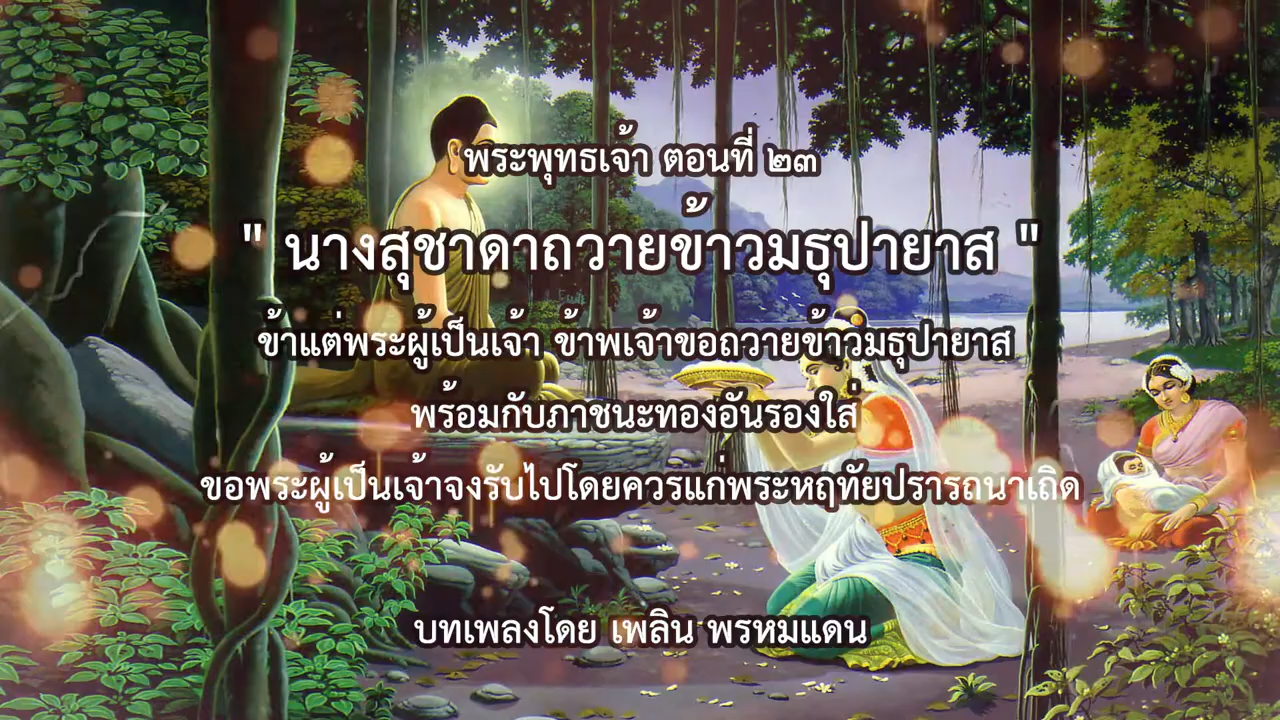 พระพุทธเจ้า ตอนที่ ๒๓
" นางสุชาดาถวายข้าวมธุปายาส "
ข้าแต่พระผู้เป็นเจ้า ข้าพเจ้าขอถวายข้าวมธุปายาส
พร้อมกับภาชนะทองอันรองใส่
ขอพระผู้เป็นเจ้าจงรับไปโดยควรแก่พระหฤทัยปรารถนาเถิด
บทเพลงโดย เพลิน พรหมแดน